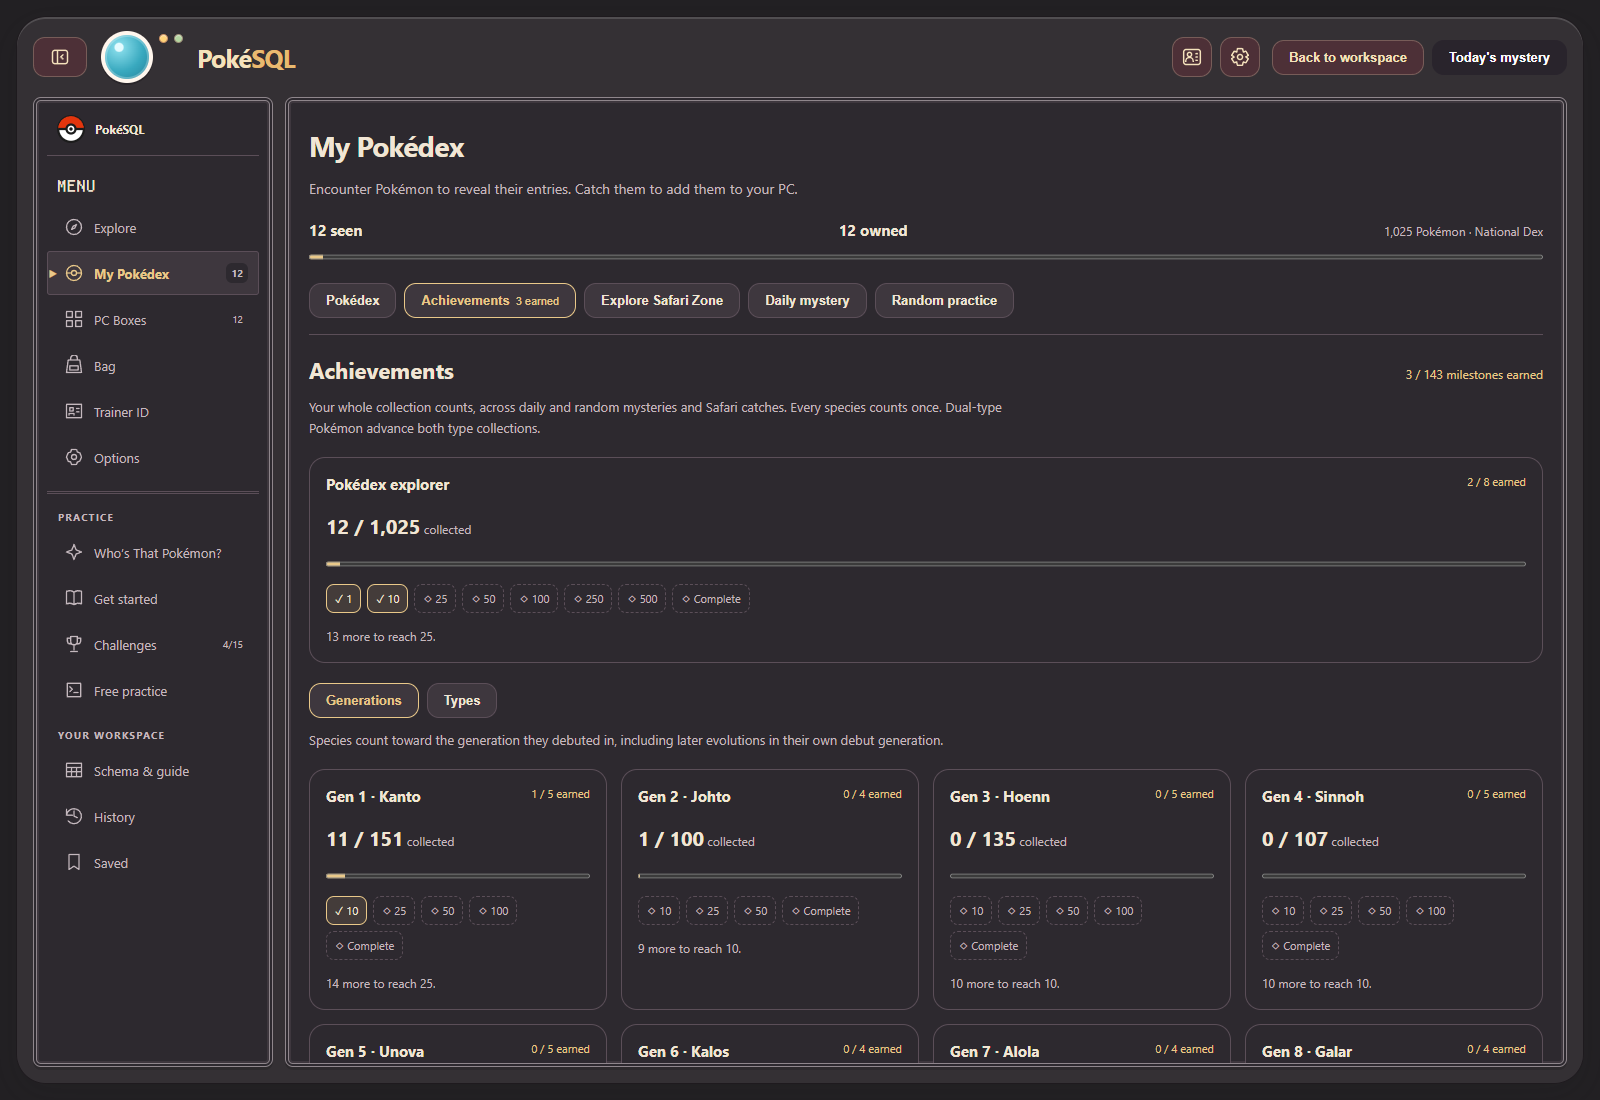 PokéSQL
Back to workspace
Today's mystery
PokéSQL
MENU
Explore
My Pokédex 12
PC Boxes 12
Bag
Trainer ID
Options
PRACTICE
Who's That Pokémon?
Get started
Challenges 4/15
Free practice
YOUR WORKSPACE
Schema & guide
History
Saved
My Pokédex
Encounter Pokémon to reveal their entries. Catch them to add them to your PC.
12 seen 12 owned 1,025 Pokémon · National Dex
Pokédex Achievements 3 earned Explore Safari Zone Daily mystery Random practice
Achievements 3 / 143 milestones earned
Your whole collection counts, across daily and random mysteries and Safari catches. Every species counts once. Dual-type
Pokémon advance both type collections.
Pokédex explorer 2 / 8 earned
12 / 1,025 collected
✓ 1 ✓ 10 ◇ 25 ◇ 50 ◇ 100 ◇ 250 ◇ 500 ◇ Complete
13 more to reach 25.
Generations Types
Species count toward the generation they debuted in, including later evolutions in their own debut generation.
Gen 1 · Kanto 1 / 5 earned
11 / 151 collected
✓ 10 ◇ 25 ◇ 50 ◇ 100
◇ Complete
14 more to reach 25.
Gen 2 · Johto 0 / 4 earned
1 / 100 collected
◇ 10 ◇ 25 ◇ 50 ◇ Complete
9 more to reach 10.
Gen 3 · Hoenn 0 / 5 earned
0 / 135 collected
◇ 10 ◇ 25 ◇ 50 ◇ 100
◇ Complete
10 more to reach 10.
Gen 4 · Sinnoh 0 / 5 earned
0 / 107 collected
◇ 10 ◇ 25 ◇ 50 ◇ 100
◇ Complete
10 more to reach 10.
Gen 5 · Unova 0 / 5 earned
Gen 6 · Kalos 0 / 4 earned
Gen 7 · Alola 0 / 4 earned
Gen 8 · Galar 0 / 4 earned